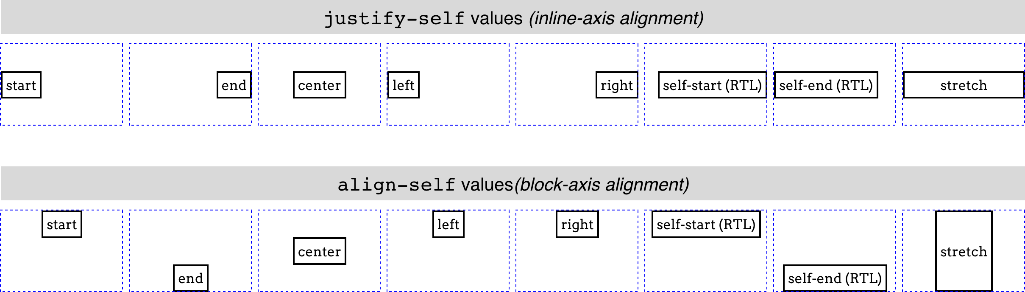 justify-self values (inline-axis alignment)
start end center left right self-start (RTL) self-end (RTL) stretch
align-self values(block-axis alignment)
start end center left right self-start (RTL) self-end (RTL) stretch